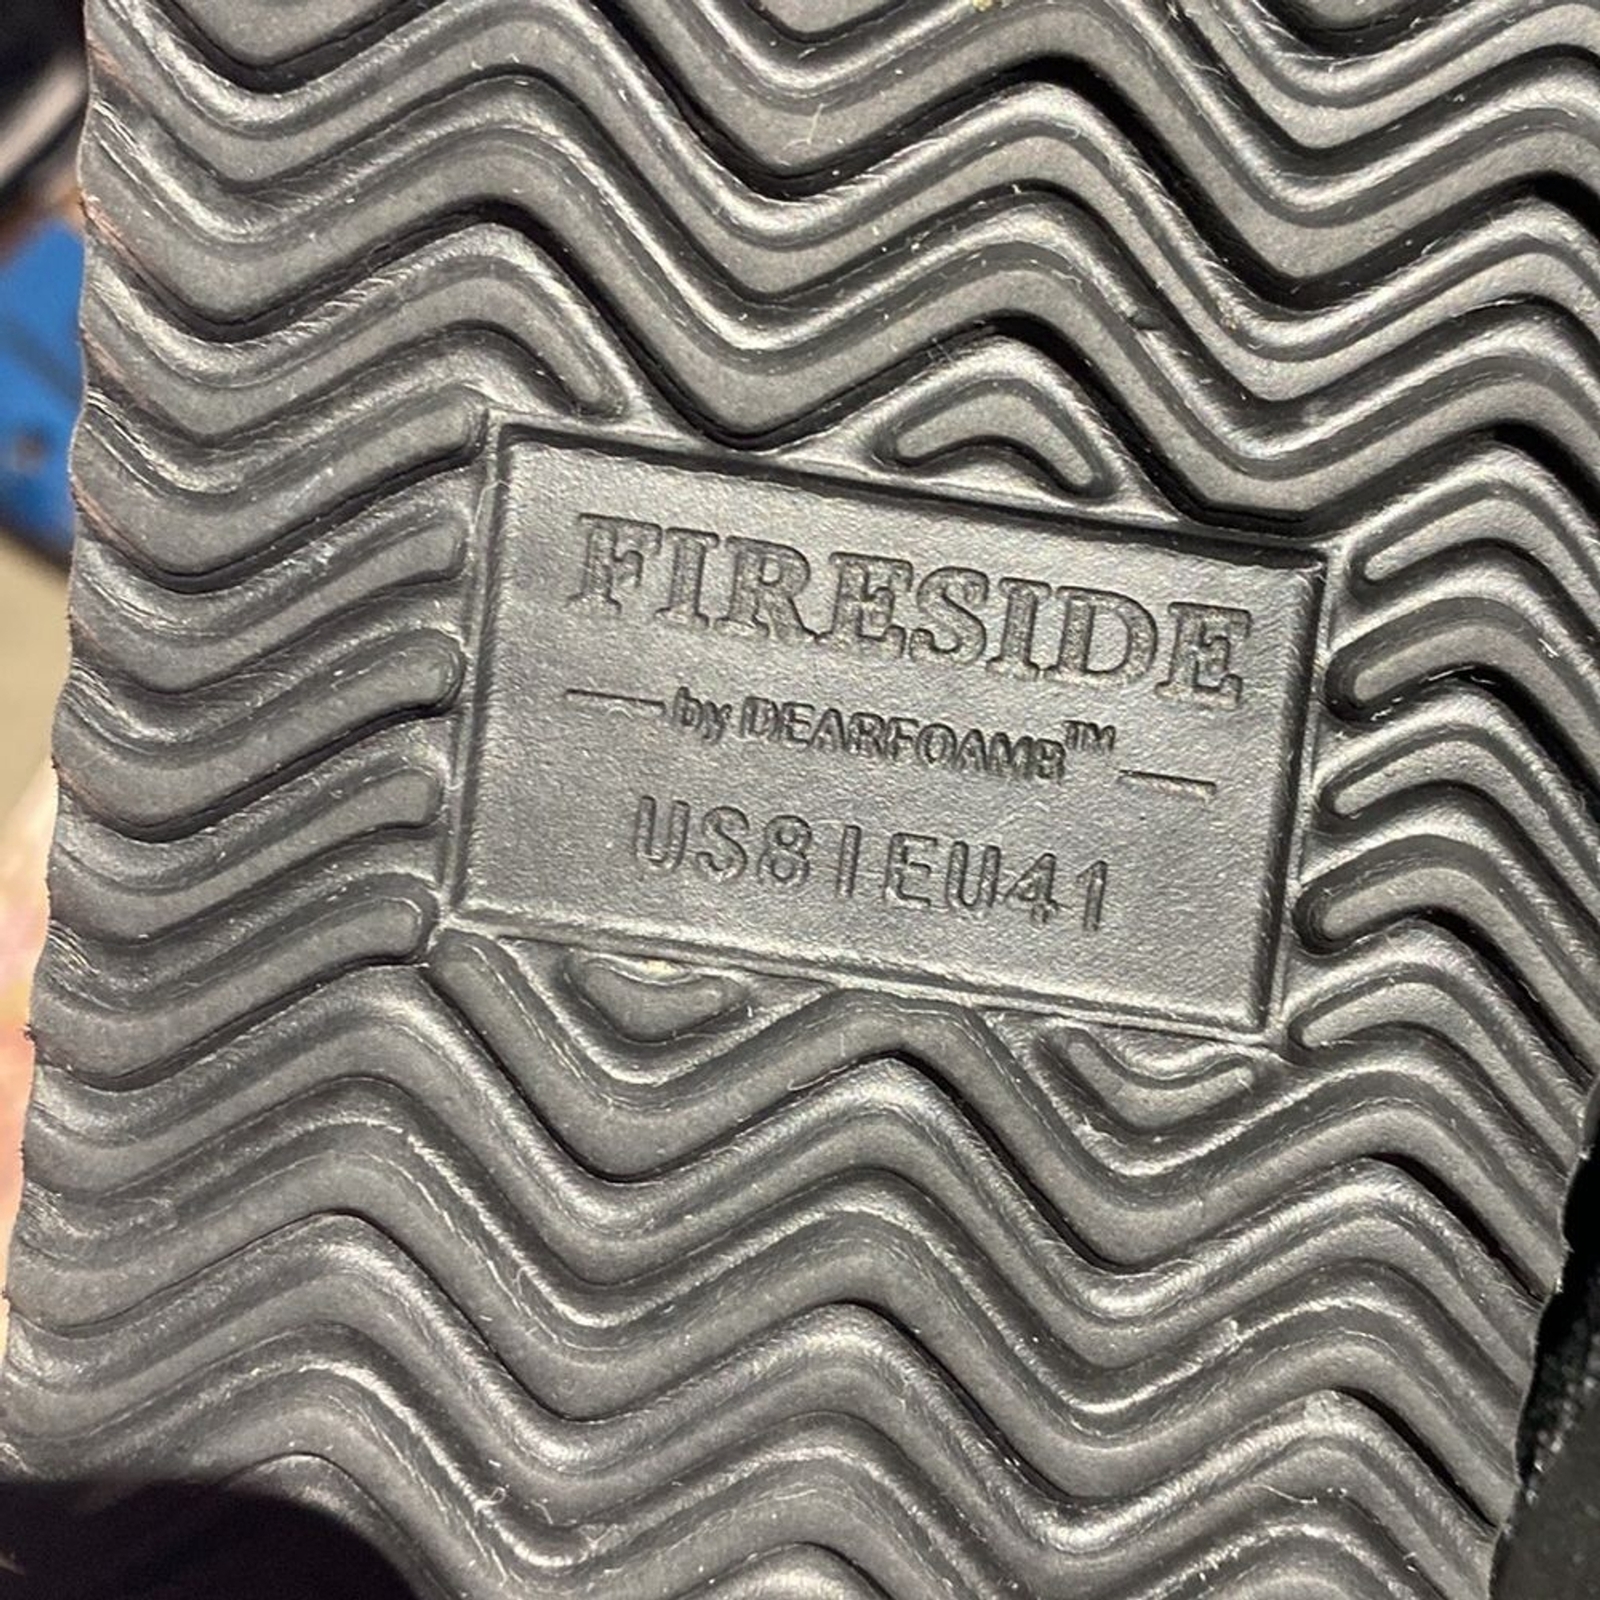 FIRESIDE
by DEARFOAMS™
US8 | EU41